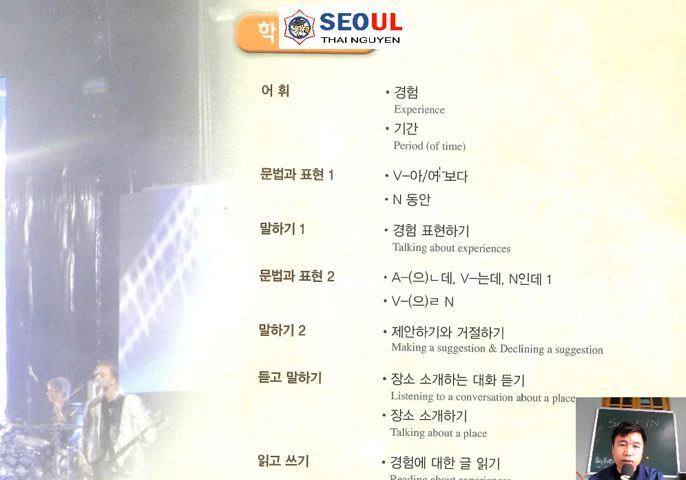 학
SEOUL
THAI NGUYEN
어 휘
• 경험
Experience
• 기간
Period (of time)
문법과 표현 1
• V-아/여 보다
• N 동안
말하기 1
• 경험 표현하기
Talking about experiences
문법과 표현 2
• A-(으)ㄴ데, V-는데, N인데 1
• V-(으)ㄹ N
말하기 2
• 제안하기와 거절하기
Making a suggestion & Declining a suggestion
듣고 말하기
• 장소 소개하는 대화 듣기
Listening to a conversation about a place
• 장소 소개하기
Talking about a place
읽고 쓰기
• 경험에 대한 글 읽기
Reading about experiences